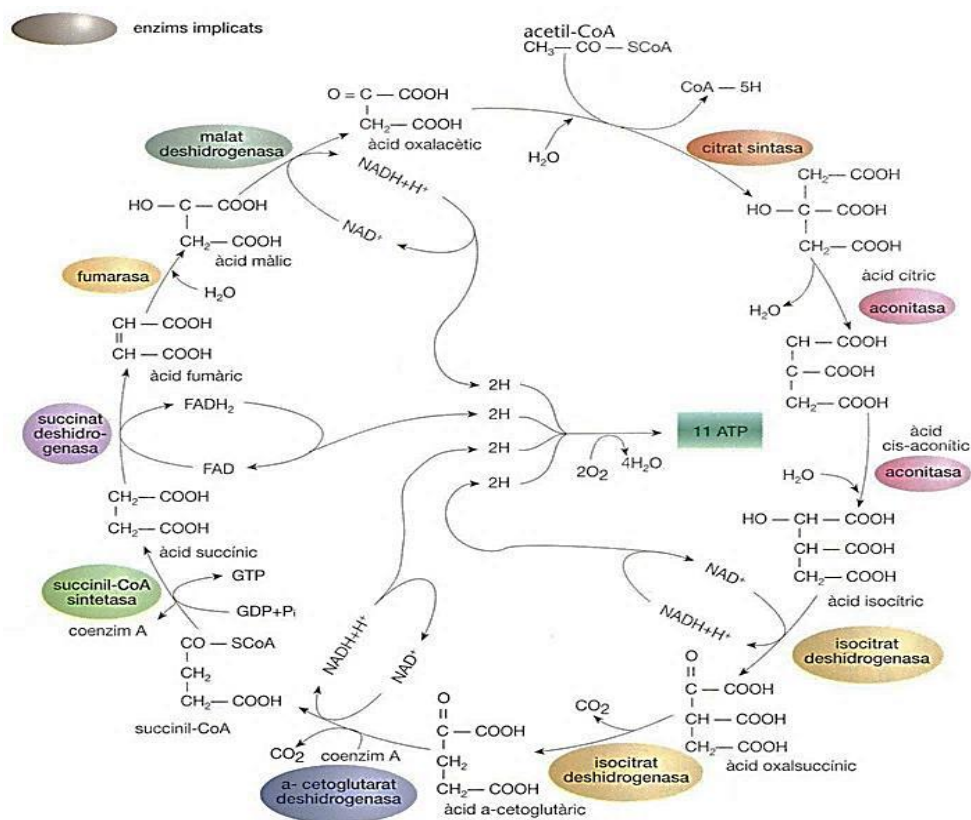 enzims implicats
acetil-CoA
CH₃ — CO — SCoA
CoA — 5H
H₂O
citrat sintasa
CH₂— COOH
HO — C — COOH
CH₂— COOH
àcid cítric
H₂O
aconitasa
CH — COOH
C — COOH
CH₂— COOH
àcid
cis-aconític
aconitasa
H₂O
HO — CH — COOH
CH — COOH
CH₂— COOH
àcid isocítric
NAD⁺
NADH+H⁺
isocitrat
deshidrogenasa
O
C — COOH
CH — COOH
CH₂— COOH
àcid oxalsuccínic
CO₂
isocitrat
deshidrogenasa
O
C — COOH
CH₂
CH₂— COOH
àcid a-cetoglutàric
CO₂
coenzim A
a- cetoglutarat
deshidrogenasa
NADH+H⁺
NAD⁺
CO — SCoA
CH₂
CH₂— COOH
succinil-CoA
succinil-CoA
sintetasa
GTP
GDP+Pi
coenzim A
CH₂— COOH
CH₂— COOH
àcid succínic
succinat
deshidro-
genasa
FADH₂
FAD
CH — COOH
CH — COOH
àcid fumàric
fumarasa
H₂O
HO — C — COOH
CH₂— COOH
àcid màlic
malat
deshidrogenasa
NADH+H⁺
NAD⁺
O = C — COOH
CH₂— COOH
àcid oxalacètic
2H
2H
2H
2H
2O₂
4H₂O
11 ATP